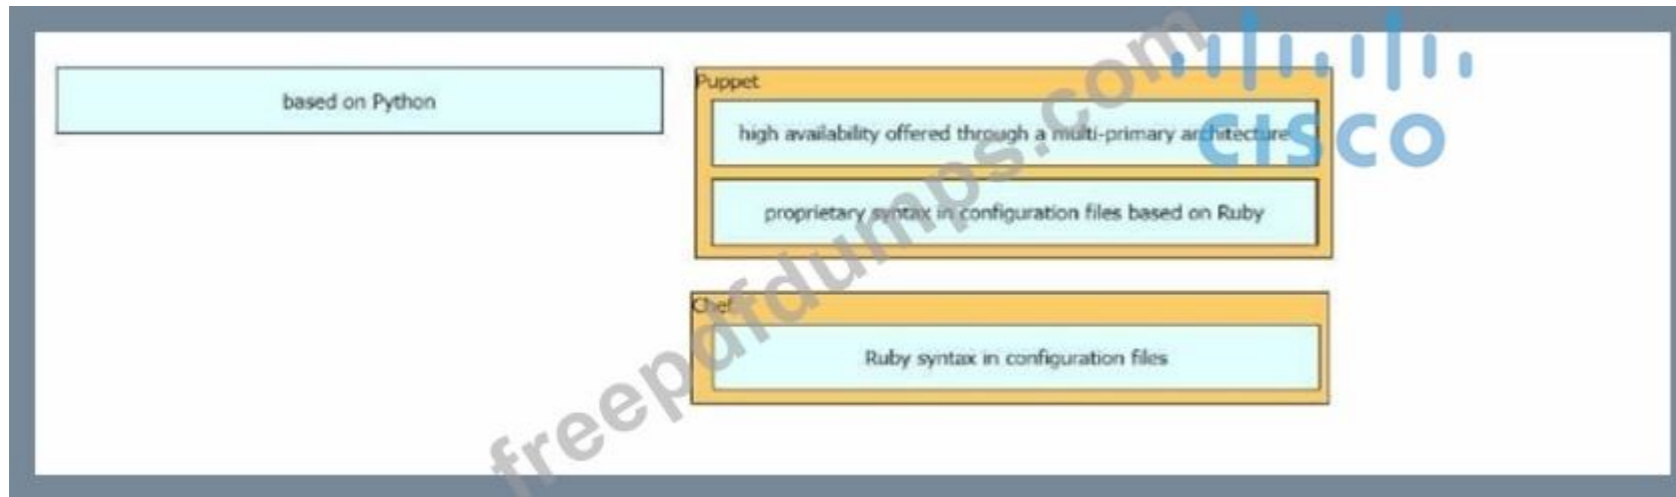 based on Python
Puppet
high availability offered through a multi-primary architecture
proprietary syntax in configuration files based on Ruby
Chef
Ruby syntax in configuration files
CISCO
freepdfdumps.com